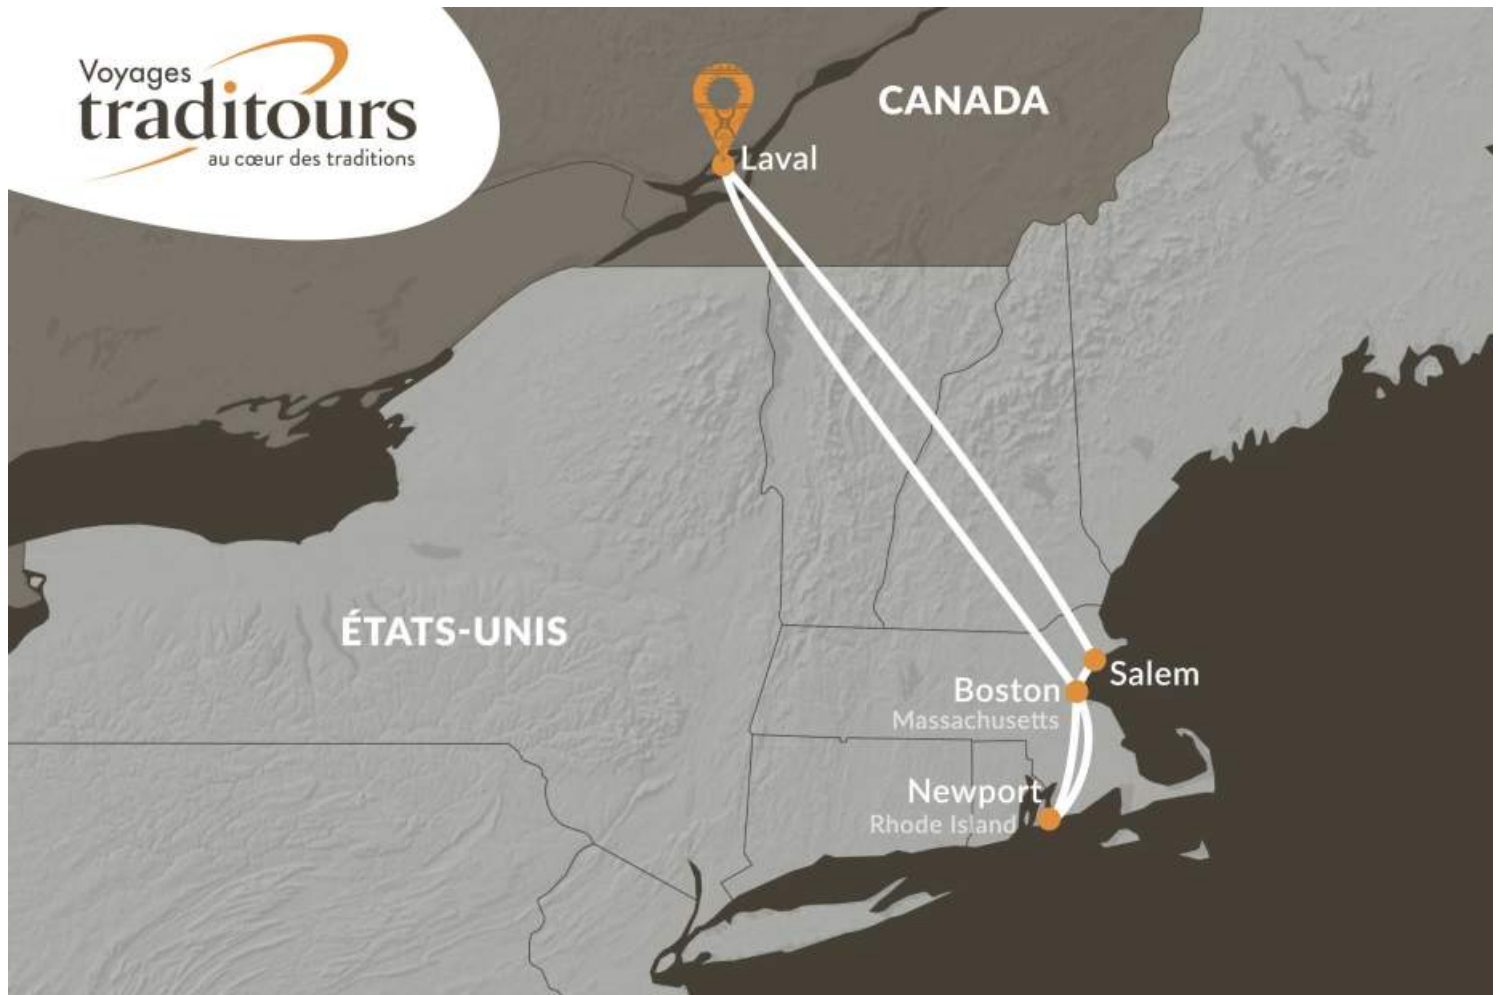 Voyages
traditours
au cœur des traditions
CANADA
Laval
ÉTATS-UNIS
Salem
Boston
Massachusetts
Newport
Rhode Island